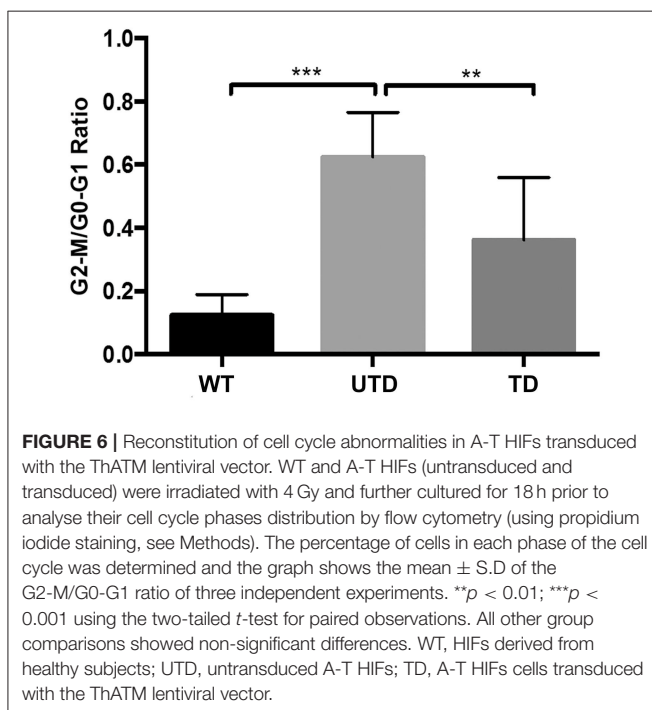 G2-M/G0-G1 Ratio
1.0
0.8
0.6
0.4
0.2
0.0
***
**
WT
UTD
TD
FIGURE 6 | Reconstitution of cell cycle abnormalities in A-T HIFs transduced
with the ThATM lentiviral vector. WT and A-T HIFs (untransduced and
transduced) were irradiated with 4 Gy and further cultured for 18 h prior to
analyse their cell cycle phases distribution by flow cytometry (using propidium
iodide staining, see Methods). The percentage of cells in each phase of the cell
cycle was determined and the graph shows the mean ± S.D of the
G2-M/G0-G1 ratio of three independent experiments. **p < 0.01; ***p <
0.001 using the two-tailed t-test for paired observations. All other group
comparisons showed non-significant differences. WT, HIFs derived from
healthy subjects; UTD, untransduced A-T HIFs; TD, A-T HIFs cells transduced
with the ThATM lentiviral vector.